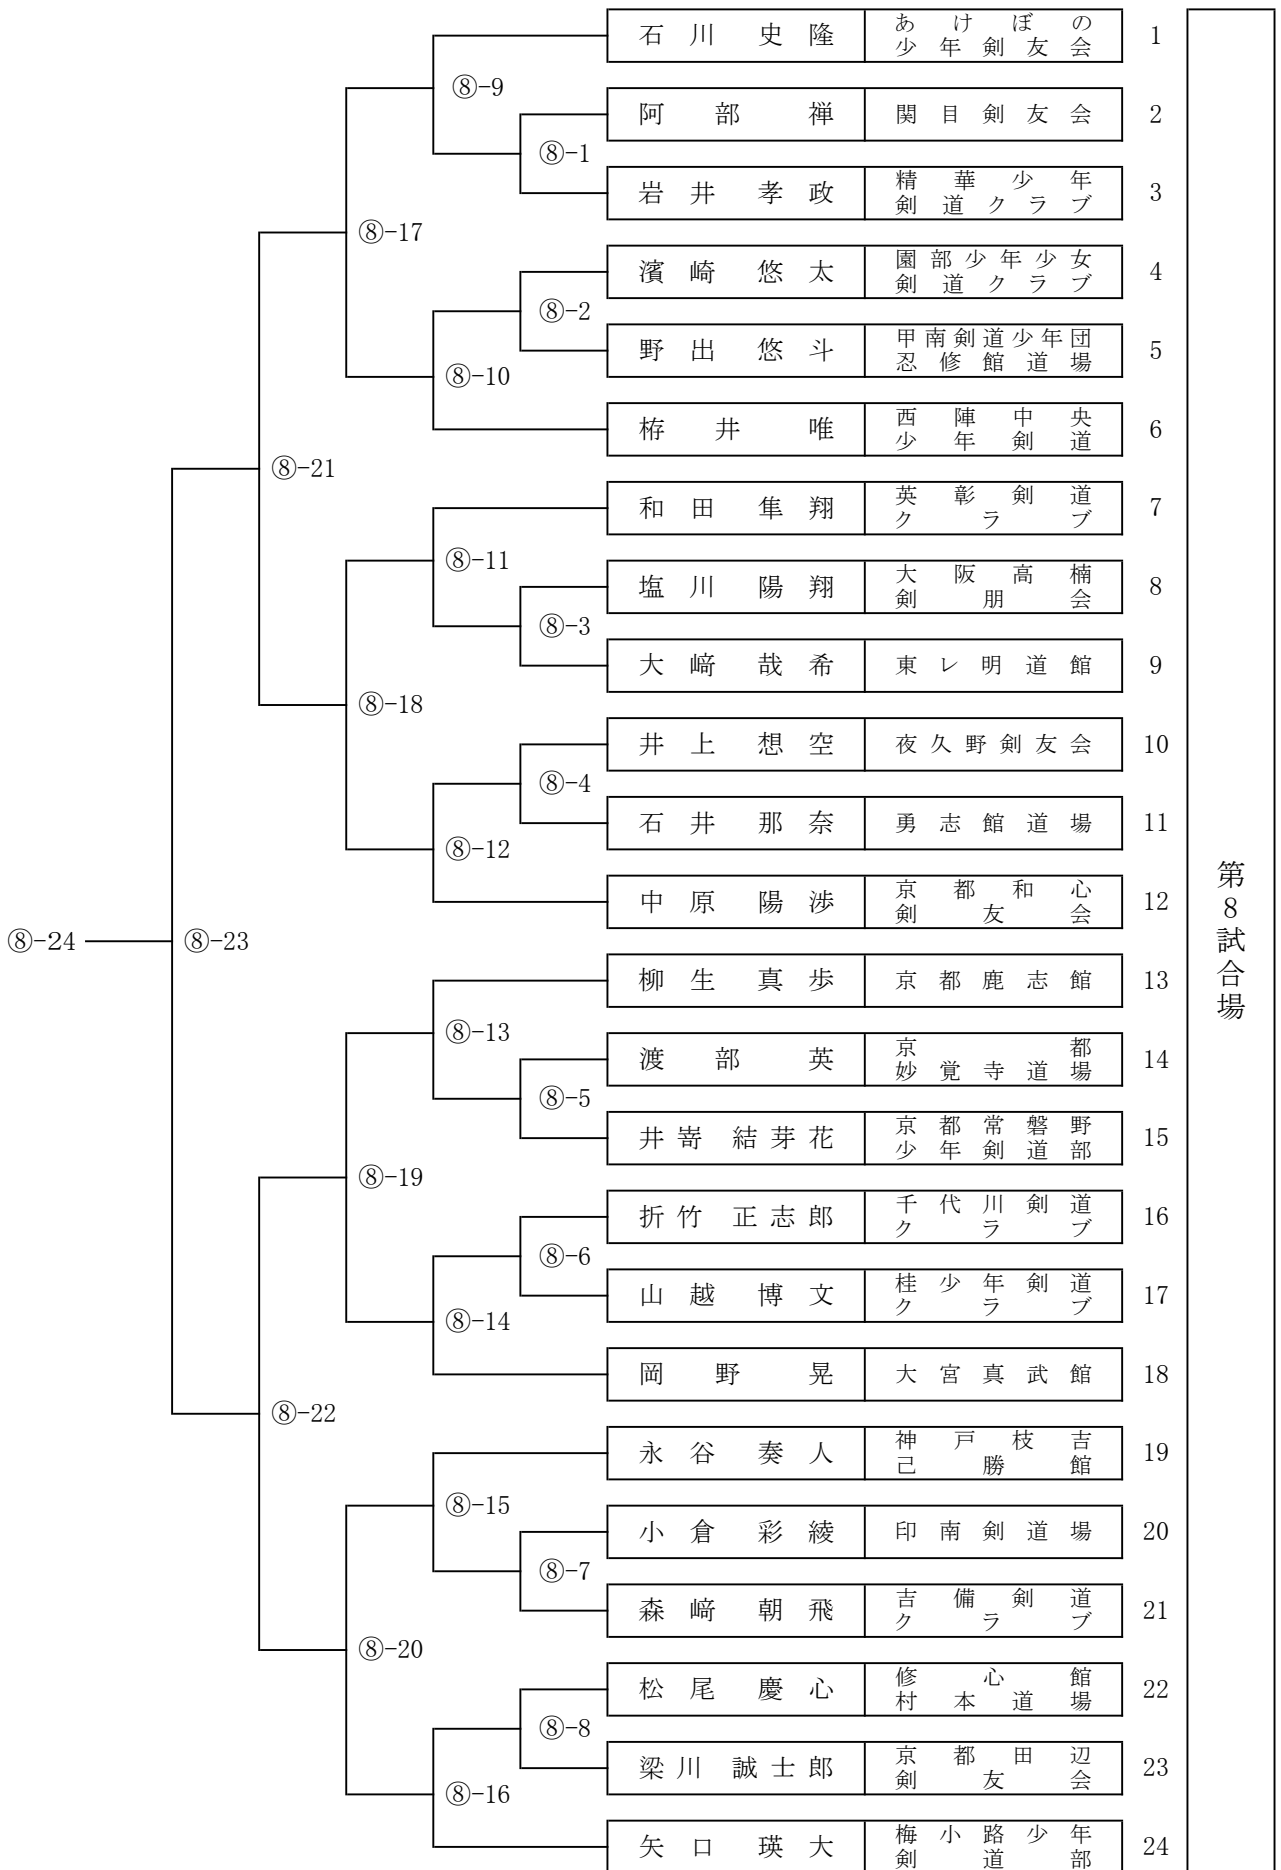 石川 史隆 あけぼの少年剣友会 1
⑧-9
阿部 禅 関目剣友会 2
⑧-1
岩井 孝政 精華少年剣道クラブ 3
⑧-17
濱崎 悠太 園部少年少女剣道クラブ 4
⑧-2
野出 悠斗 甲南剣道少年団忍修館道場 5
⑧-10
栫井 唯 西陣中央少年剣道 6
⑧-21
和田 隼翔 英彰剣道クラブ 7
⑧-11
塩川 陽翔 大阪高楠剣朋会 8
⑧-3
大﨑 哉希 東レ明道館 9
⑧-18
井上 想空 夜久野剣友会 10
⑧-4
石井 那奈 勇志館道場 11
⑧-12
中原 陽渉 京都和心剣友会 12
⑧-24 ⑧-23
第8試合場
柳生 真歩 京都鹿志館 13
⑧-13
渡部 英 京都妙覚寺道場 14
⑧-5
井嵜 結芽花 京都常磐野少年剣道部 15
⑧-19
折竹 正志郎 千代川剣道クラブ 16
⑧-6
山越 博文 桂少年剣道クラブ 17
⑧-14
岡野 晃 大宮真武館 18
⑧-22
永谷 奏人 神戸枝吉己勝館 19
⑧-15
小倉 彩綾 印南剣道場 20
⑧-7
森﨑 朝飛 吉備剣道クラブ 21
⑧-20
松尾 慶心 修心館村本道場 22
⑧-8
梁川 誠士郎 京都田辺剣友会 23
⑧-16
矢口 瑛大 梅小路少年剣道部 24